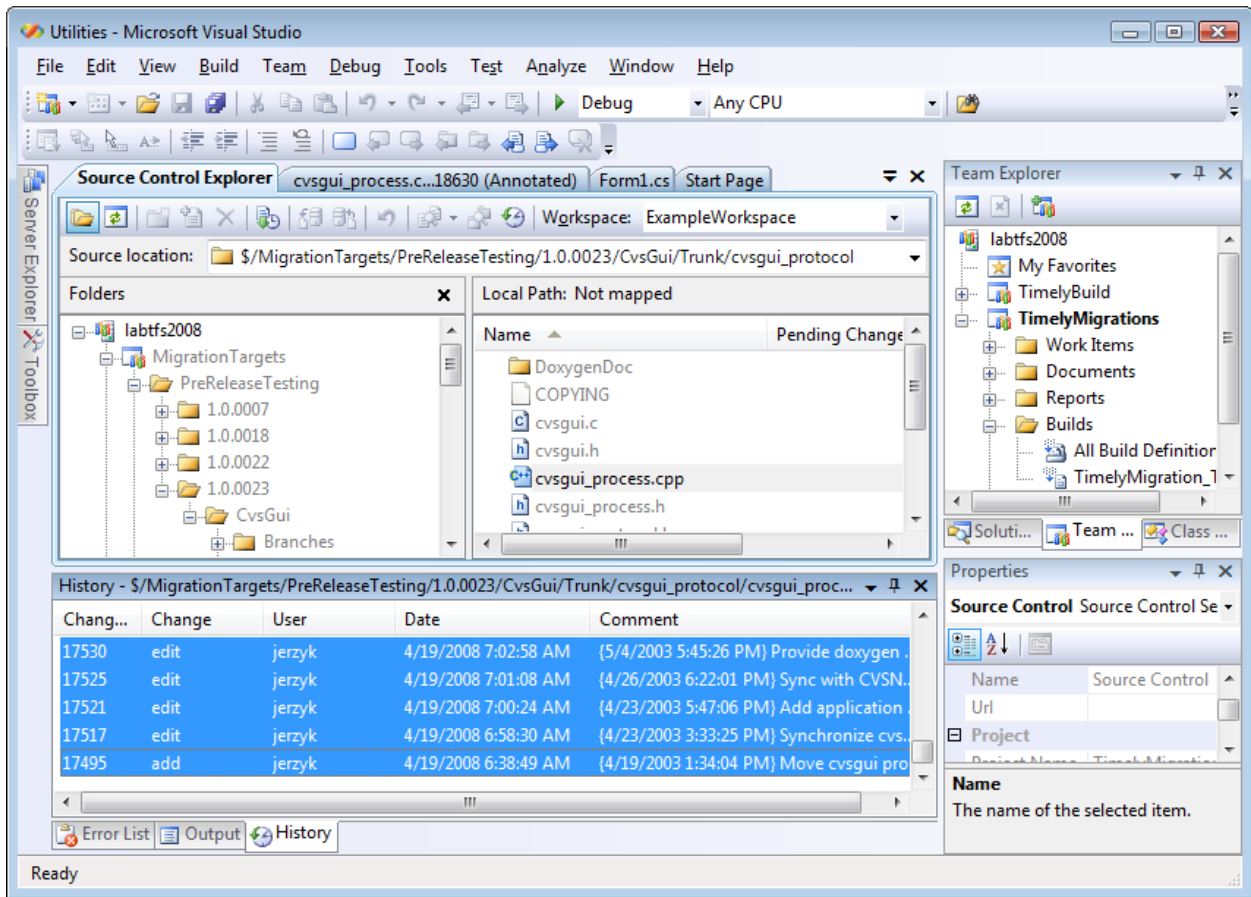 Utilities - Microsoft Visual Studio
File Edit View Build Team Debug Tools Test Analyze Window Help
Debug Any CPU
Server Explorer
Toolbox
Source Control Explorer cvsgui_process.c...18630 (Annotated) Form1.cs Start Page
Workspace: ExampleWorkspace
Source location: $/MigrationTargets/PreReleaseTesting/1.0.0023/CvsGui/Trunk/cvsgui_protocol
Folders
labtfs2008
MigrationTargets
PreReleaseTesting
1.0.0007
1.0.0018
1.0.0022
1.0.0023
CvsGui
Branches
Local Path: Not mapped
Name Pending Change
DoxygenDoc
COPYING
cvsgui.c
cvsgui.h
cvsgui_process.cpp
cvsgui_process.h
Team Explorer
labtfs2008
My Favorites
TimelyBuild
TimelyMigrations
Work Items
Documents
Reports
Builds
All Build Definition
TimelyMigration_T
Soluti... Team ... Class ...
History - $/MigrationTargets/PreReleaseTesting/1.0.0023/CvsGui/Trunk/cvsgui_protocol/cvsgui_proc...
Chang... Change User Date Comment
17530 edit jerzyk 4/19/2008 7:02:58 AM {5/4/2003 5:45:26 PM} Provide doxygen .
17525 edit jerzyk 4/19/2008 7:01:08 AM {4/26/2003 6:22:01 PM} Sync with CVSN..
17521 edit jerzyk 4/19/2008 7:00:24 AM {4/23/2003 5:47:06 PM} Add application .
17517 edit jerzyk 4/19/2008 6:58:30 AM {4/23/2003 3:33:25 PM} Synchronize cvs..
17495 add jerzyk 4/19/2008 6:38:49 AM {4/19/2003 1:34:04 PM} Move cvsgui pro
Error List Output History
Properties
Source Control Source Control Se
Name Source Control
Url
Project
Name
The name of the selected item.
Ready